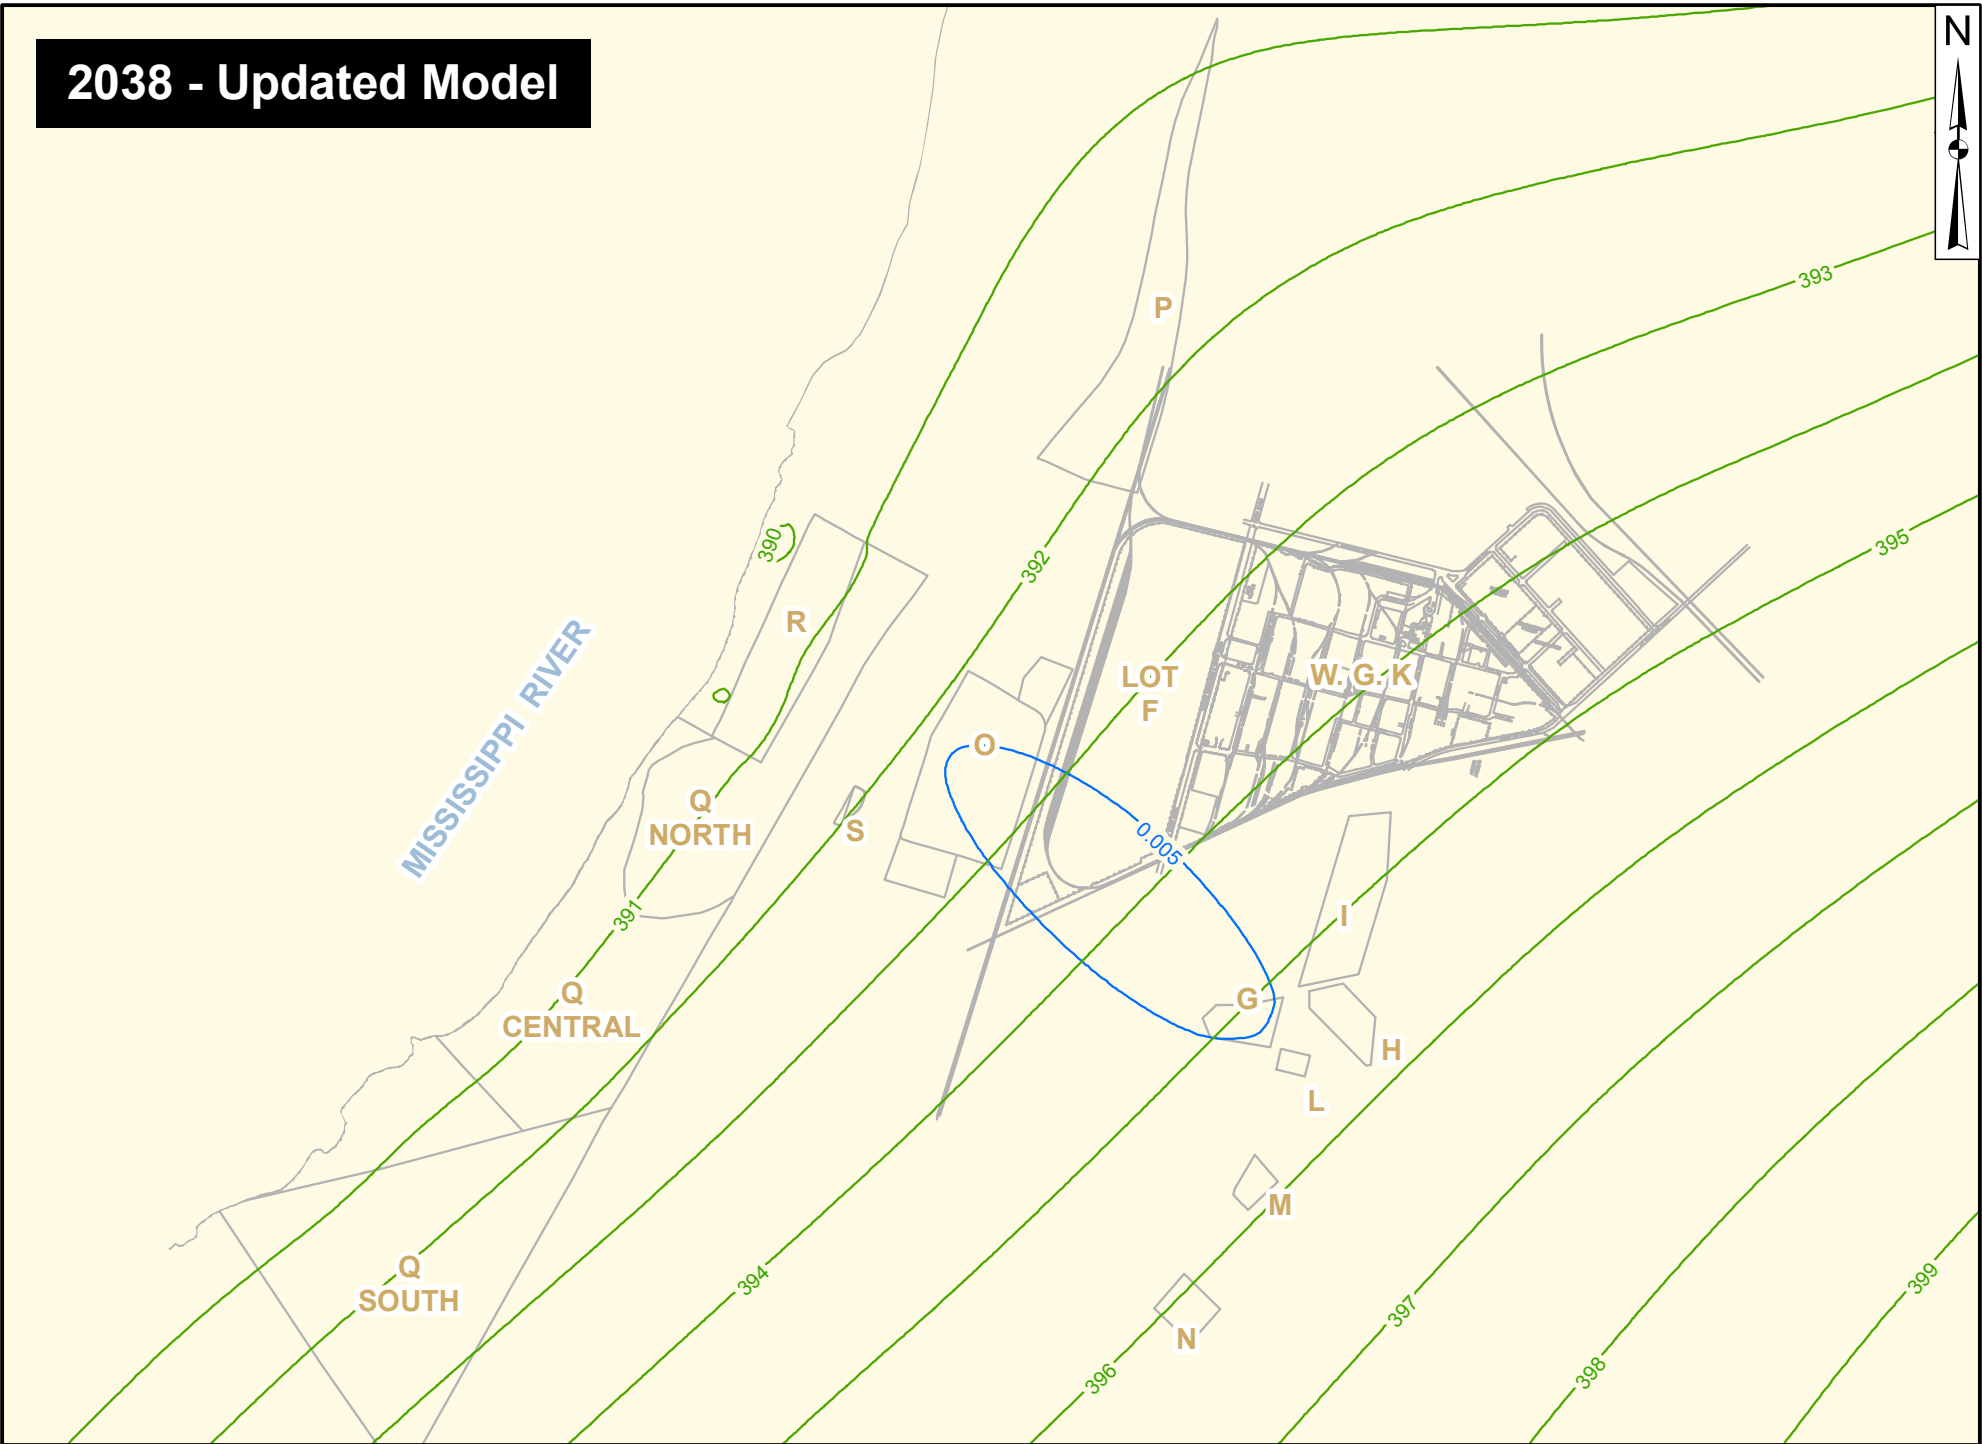 2038 - Updated Model
N
393
P
395
390
392
R
LOT
F
W. G. K
MISSISSIPPI RIVER
O
Q
NORTH
S
0.005
391
I
Q
CENTRAL
G
H
L
M
Q
SOUTH
394
399
397
N
396
398